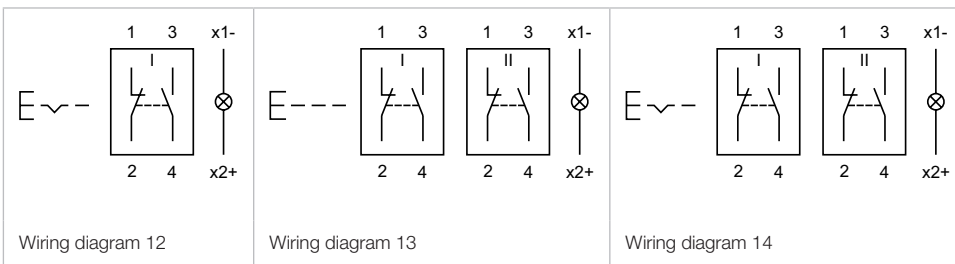 1 3 x1-
I
2 4 x2+
Wiring diagram 12
1 3 1 3 x1-
I II
2 4 2 4 x2+
Wiring diagram 13
1 3 1 3 x1-
I II
2 4 2 4 x2+
Wiring diagram 14